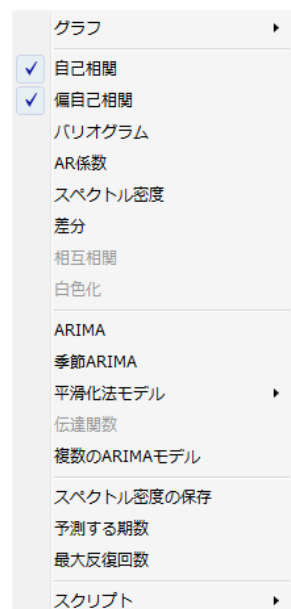 グラフ
自己相関
偏自己相関
バリオグラム
AR係数
スペクトル密度
差分
相互相関
白色化
ARIMA
季節ARIMA
平滑化法モデル
伝達関数
複数のARIMAモデル
スペクトル密度の保存
予測する期数
最大反復回数
スクリプト